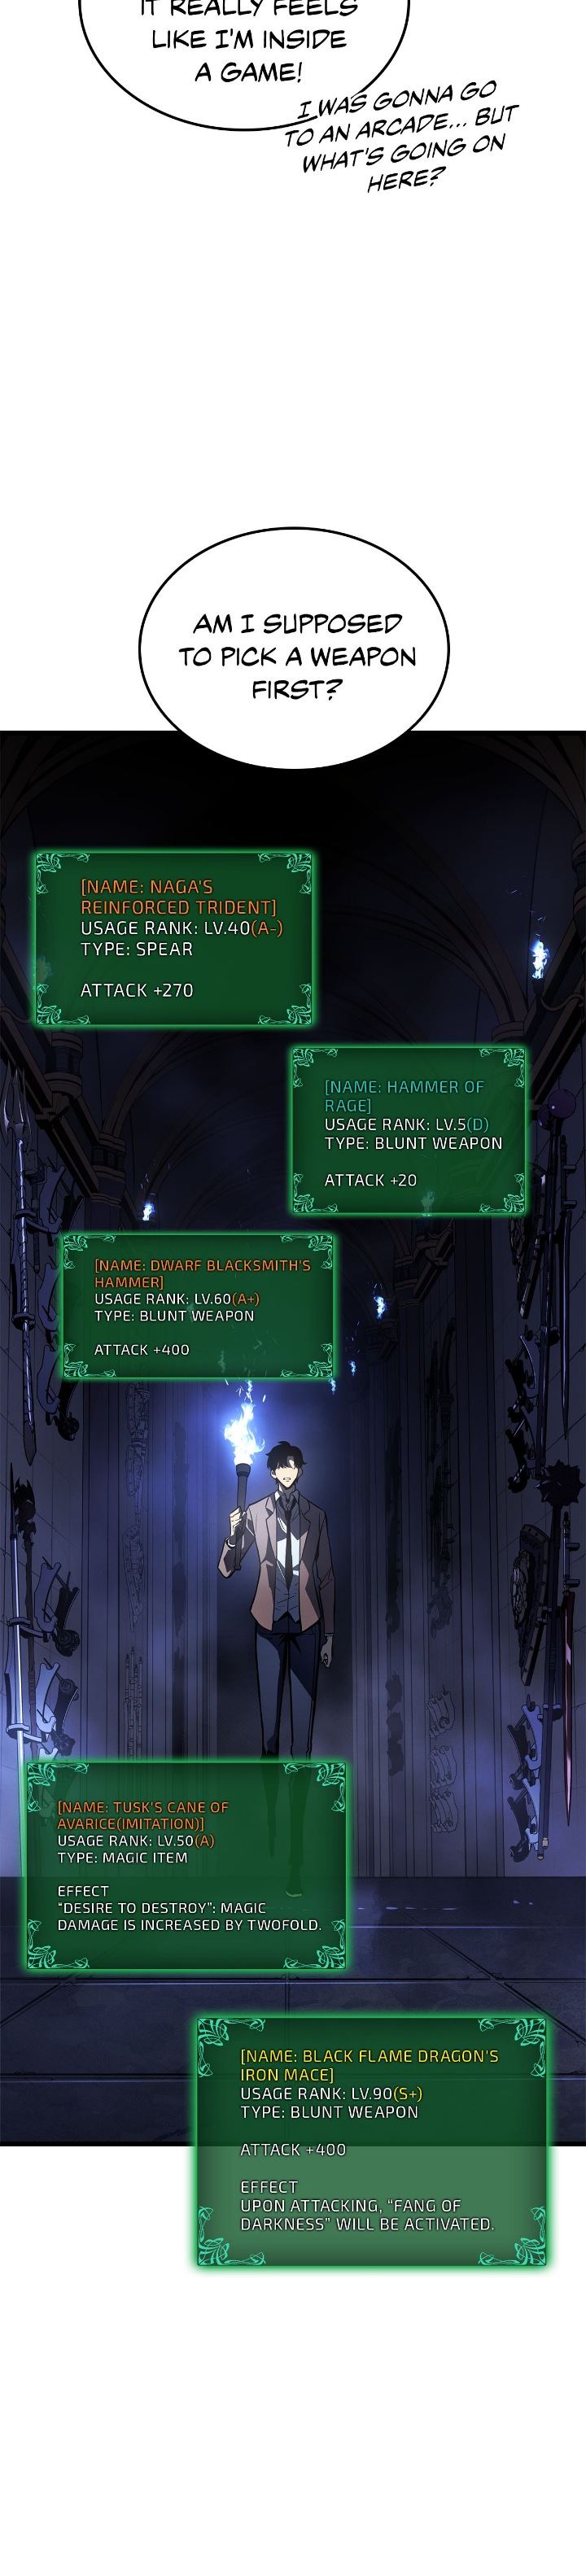 IT REALLY FEELS
LIKE I'M INSIDE
A GAME!
I WAS GONNA GO
TO AN ARCADE... BUT
WHAT'S GOING ON
HERE?
AM I SUPPOSED
TO PICK A WEAPON
FIRST?
[NAME: NAGA'S
REINFORCED TRIDENT]
USAGE RANK: LV.40(A-)
TYPE: SPEAR
ATTACK +270
[NAME: HAMMER OF
RAGE]
USAGE RANK: LV.5(D)
TYPE: BLUNT WEAPON
ATTACK +20
[NAME: DWARF BLACKSMITH'S
HAMMER]
USAGE RANK: LV.60(A+)
TYPE: BLUNT WEAPON
ATTACK +400
[NAME: TUSK'S CANE OF
AVARICE(IMITATION)]
USAGE RANK: LV.50(A)
TYPE: MAGIC ITEM
EFFECT
"DESIRE TO DESTROY": MAGIC
DAMAGE IS INCREASED BY TWOFOLD.
[NAME: BLACK FLAME DRAGON'S
IRON MACE]
USAGE RANK: LV.90(S+)
TYPE: BLUNT WEAPON
ATTACK +400
EFFECT
UPON ATTACKING, "FANG OF
DARKNESS" WILL BE ACTIVATED.